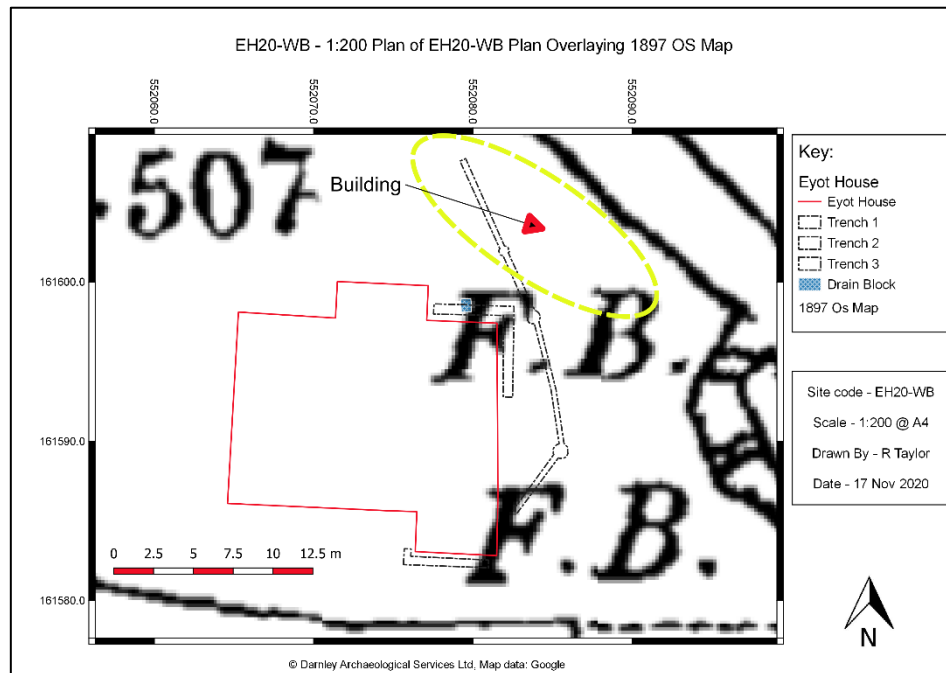 EH20-WB - 1:200 Plan of EH20-WB Plan Overlaying 1897 OS Map
552060.0
552070.0
552080.0
552090.0
.507
Building
161600.0
F.B.
161590.0
F.B.
161580.0
0 2.5 5 7.5 10 12.5 m
Key:
Eyot House
Eyot House
Trench 1
Trench 2
Trench 3
Drain Block
1897 Os Map
Site code - EH20-WB
Scale - 1:200 @ A4
Drawn By - R Taylor
Date - 17 Nov 2020
N
© Darnley Archaeological Services Ltd, Map data: Google